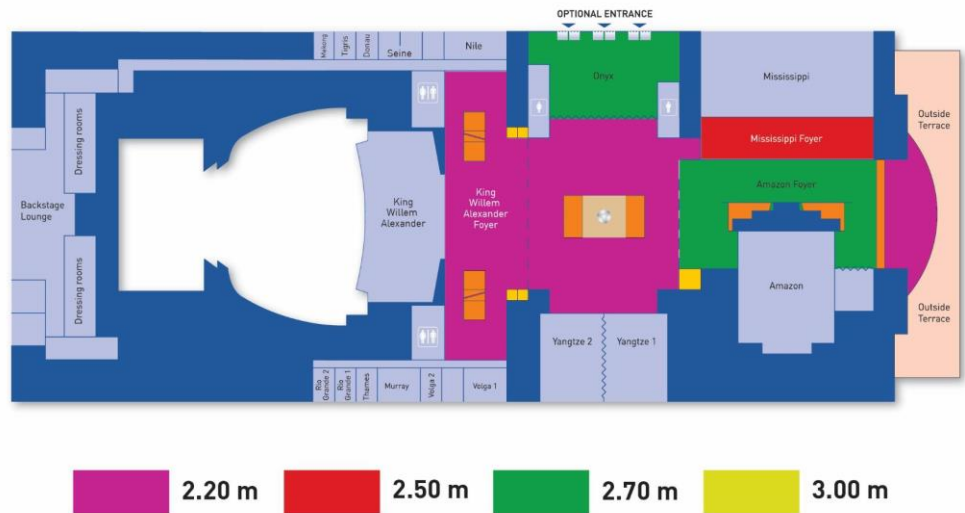 OPTIONAL ENTRANCE
Mekong
Tigris
Donau
Seine
Nile
Onyx
Mississippi
Outside
Terrace
Mississippi Foyer
Dressing rooms
Amazon Foyer
Backstage
Lounge
King
Willem
Alexander
King
Willem
Alexander
Foyer
Dressing rooms
Amazon
Outside
Terrace
Yangtze 2
Yangtze 1
Rio
Grande 2
Rio
Grande 1
Thames
Murray
Volga 2
Volga 1
2.20 m
2.50 m
2.70 m
3.00 m